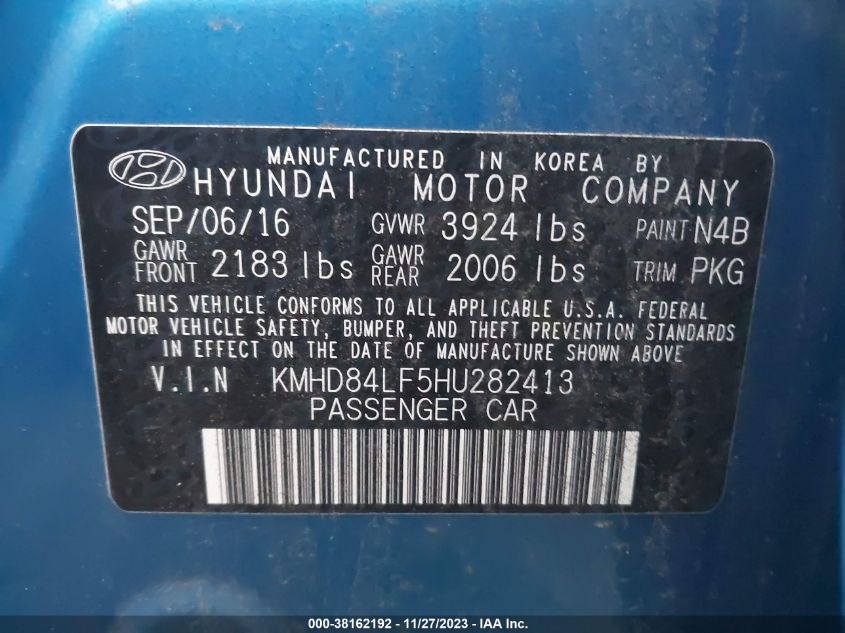 MANUFACTURED IN KOREA BY
HYUNDAI MOTOR COMPANY
SEP/06/16 GVWR 3924 lbs PAINT N4B
GAWR FRONT 2183 lbs GAWR REAR 2006 lbs TRIM PKG
THIS VEHICLE CONFORMS TO ALL APPLICABLE U.S.A. FEDERAL
MOTOR VEHICLE SAFETY, BUMPER, AND THEFT PREVENTION STANDARDS
IN EFFECT ON THE DATE OF MANUFACTURE SHOWN ABOVE
V.I.N KMHD84LF5HU282413
PASSENGER CAR
000-38162192 - 11/27/2023 - IAA Inc.